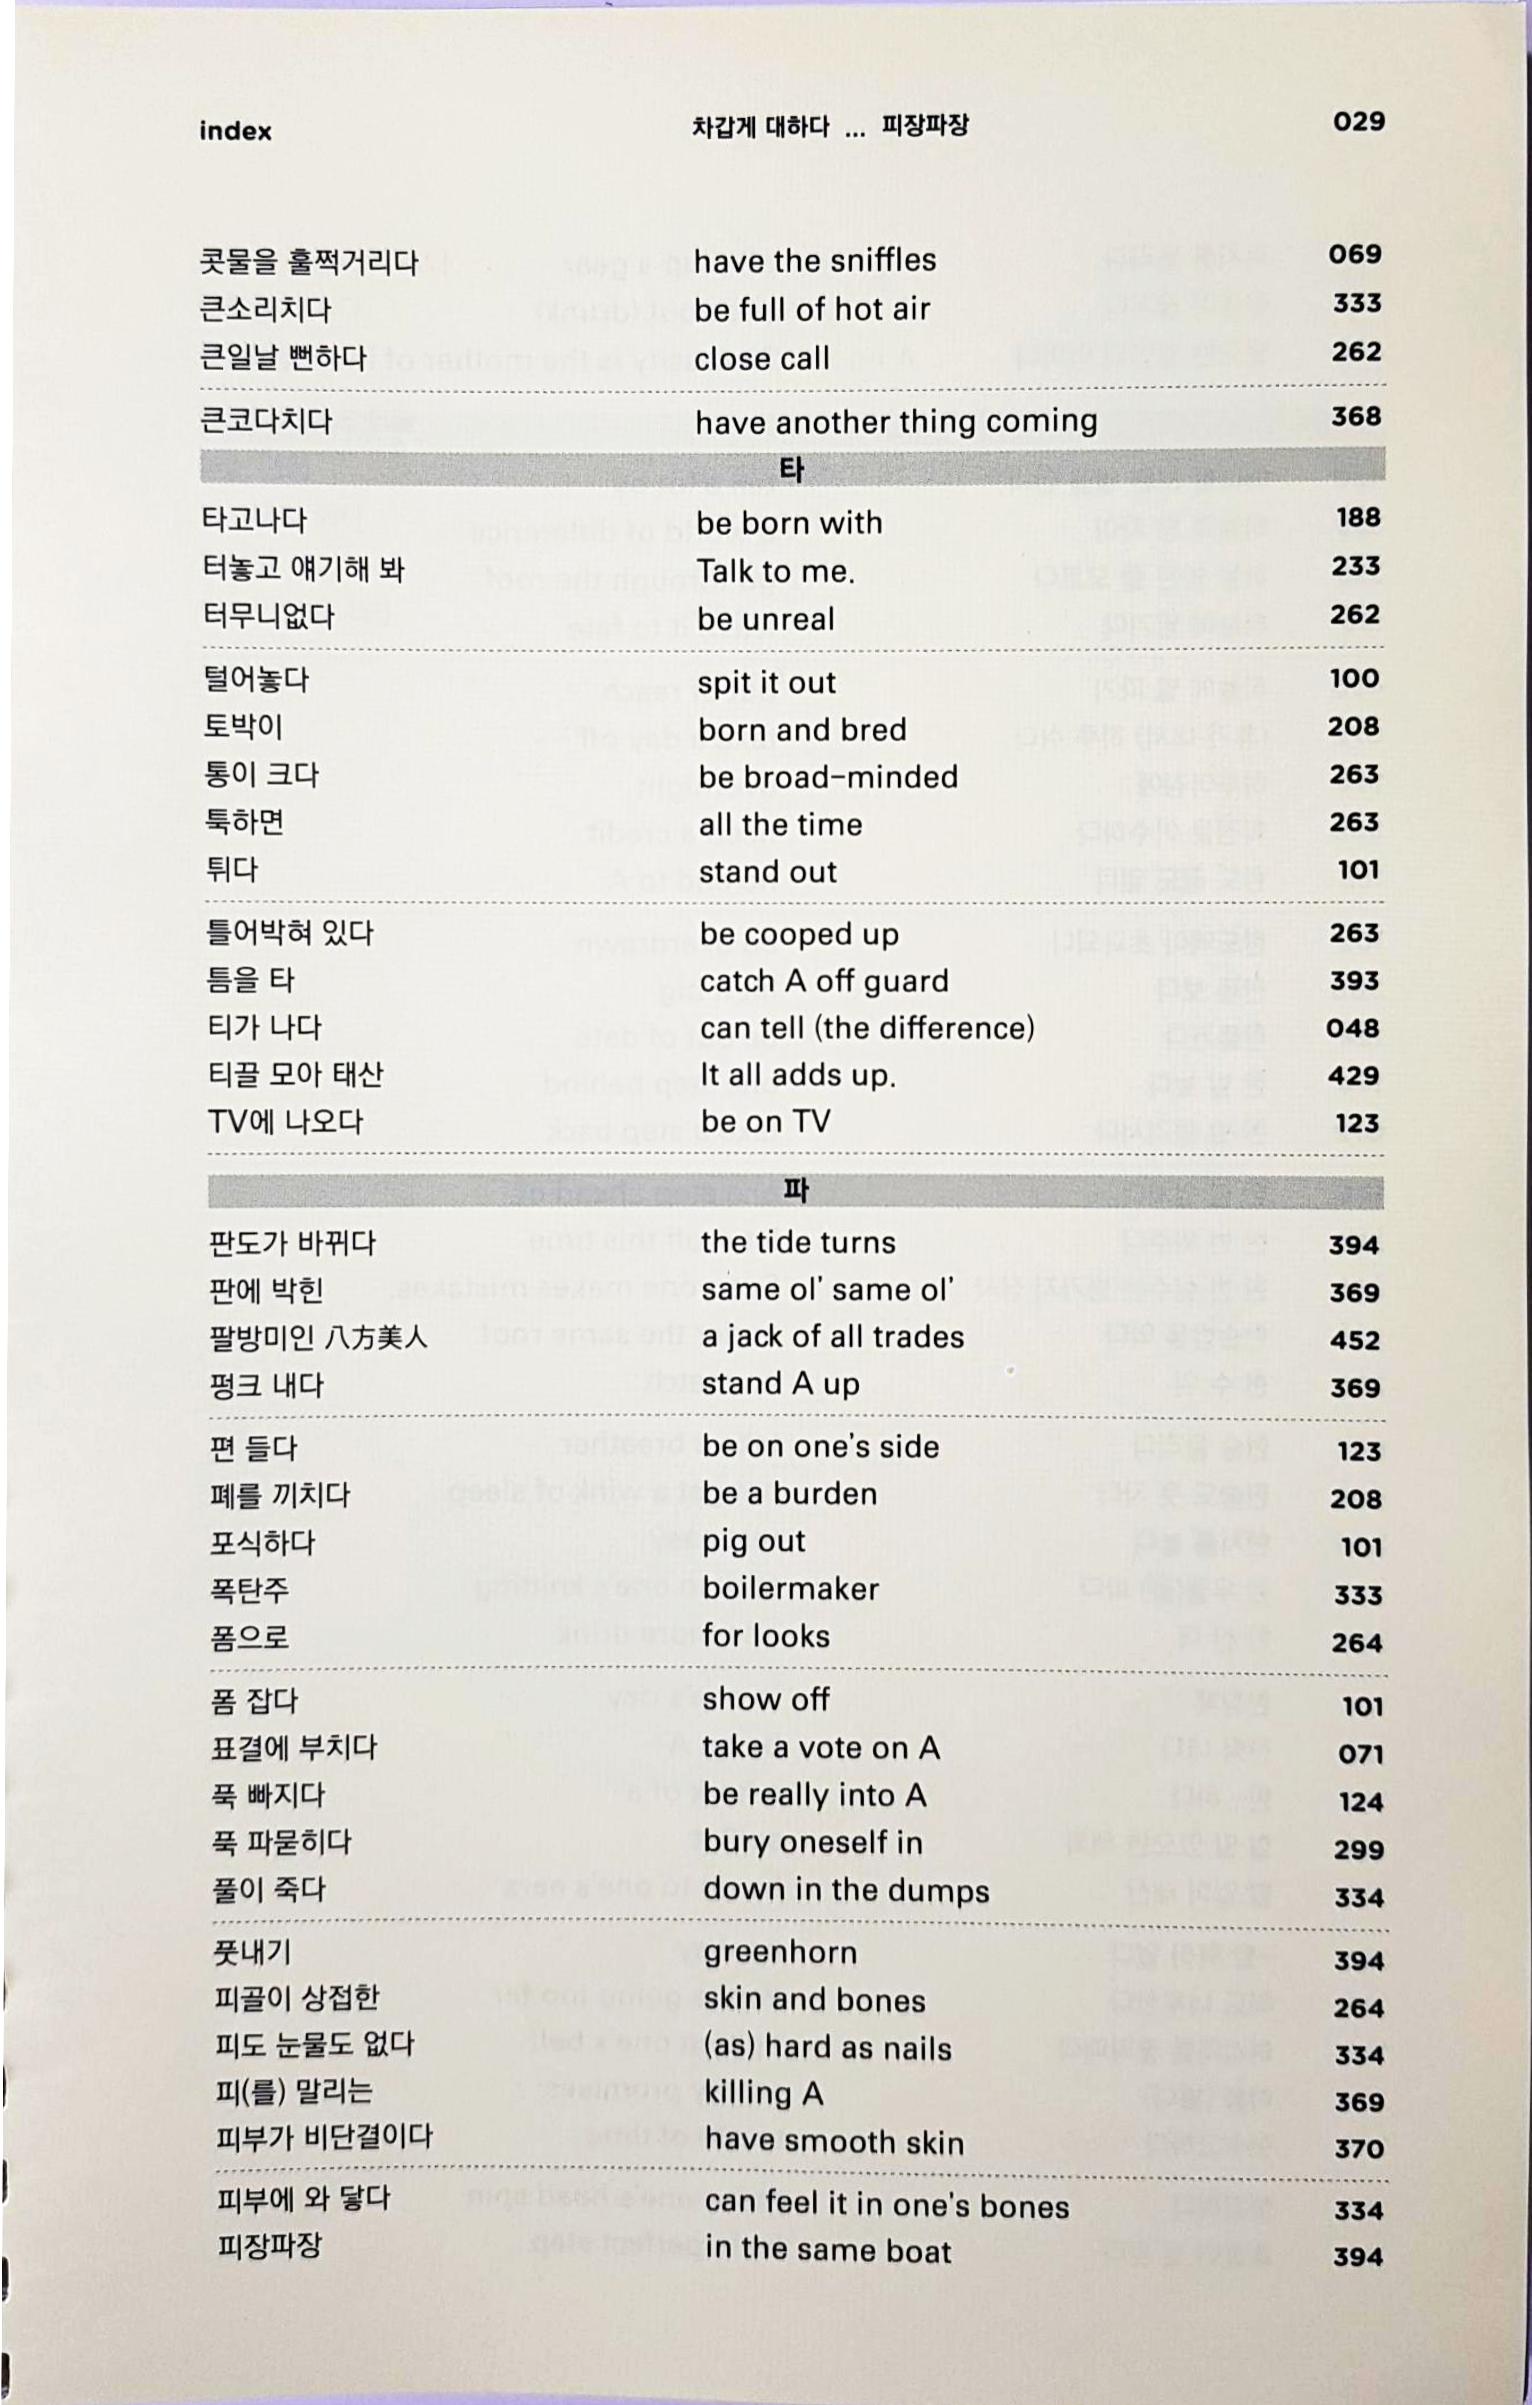 index 차갑게 대하다 ... 피장파장 029
콧물을 훌쩍거리다 have the sniffles 069
큰소리치다 be full of hot air 333
큰일날 뻔하다 close call 262
큰코다치다 have another thing coming 368
타
타고나다 be born with 188
터놓고 얘기해 봐 Talk to me. 233
터무니없다 be unreal 262
털어놓다 spit it out 100
토박이 born and bred 208
통이 크다 be broad-minded 263
툭하면 all the time 263
튀다 stand out 101
틀어박혀 있다 be cooped up 263
틈을 타 catch A off guard 393
티가 나다 can tell (the difference) 048
티끌 모아 태산 It all adds up. 429
TV에 나오다 be on TV 123
파
판도가 바뀌다 the tide turns 394
판에 박힌 same ol' same ol' 369
팔방미인 八方美人 a jack of all trades 452
펑크 내다 stand A up 369
편 들다 be on one's side 123
폐를 끼치다 be a burden 208
포식하다 pig out 101
폭탄주 boilermaker 333
폼으로 for looks 264
폼 잡다 show off 101
표결에 부치다 take a vote on A 071
푹 빠지다 be really into A 124
푹 파묻히다 bury oneself in 299
풀이 죽다 down in the dumps 334
풋내기 greenhorn 394
피골이 상접한 skin and bones 264
피도 눈물도 없다 (as) hard as nails 334
피(를) 말리는 killing A 369
피부가 비단결이다 have smooth skin 370
피부에 와 닿다 can feel it in one's bones 334
피장파장 in the same boat 394